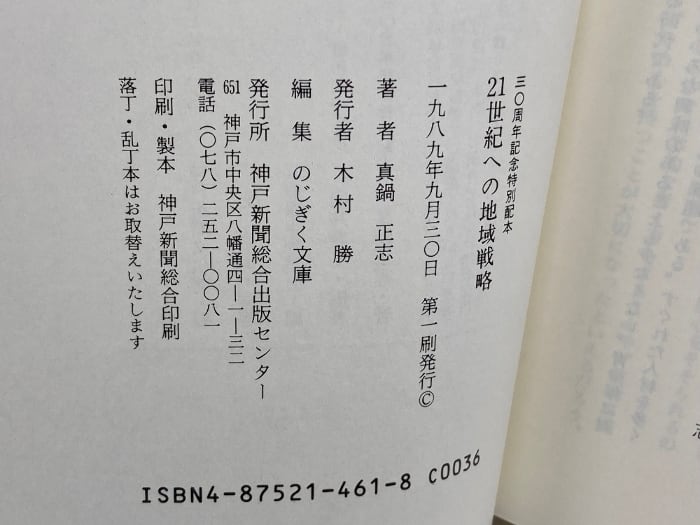 三〇周年記念特別配本
21世紀への地域戦略
一九八九年九月三〇日　第一刷発行©
著　者　真鍋　正志
発行者　木村　勝
編　集　のじぎく文庫
発行所　神戸新聞総合出版センター
651　神戸市中央区八幡通四―一―三二
電話（〇七八）二五二―〇〇八一
印刷・製本　神戸新聞総合印刷
落丁・乱丁本はお取替えいたします
ISBN4-87521-461-8 C0036